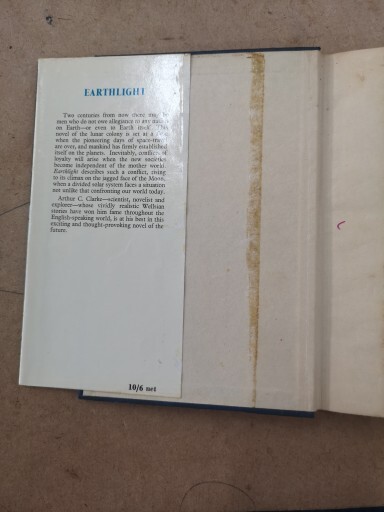 EARTHLIGHT
Two centuries from now there may be
men who do not owe allegiance to any nation
on Earth—or even to Earth itself. This
novel of the lunar colony is set at a time
when the pioneering days of space-travel
are over, and mankind has firmly established
itself on the planets. Inevitably, conflicts of
loyalty will arise when the new societies
become independent of the mother world.
Earthlight describes such a conflict, rising
to its climax on the jagged face of the Moon,
when a divided solar system faces a situation
not unlike that confronting our world today.
Arthur C. Clarke—scientist, novelist and
explorer—whose vividly realistic Wellsian
stories have won him fame throughout the
English-speaking world, is at his best in this
exciting and thought-provoking novel of the
future.
10/6 net